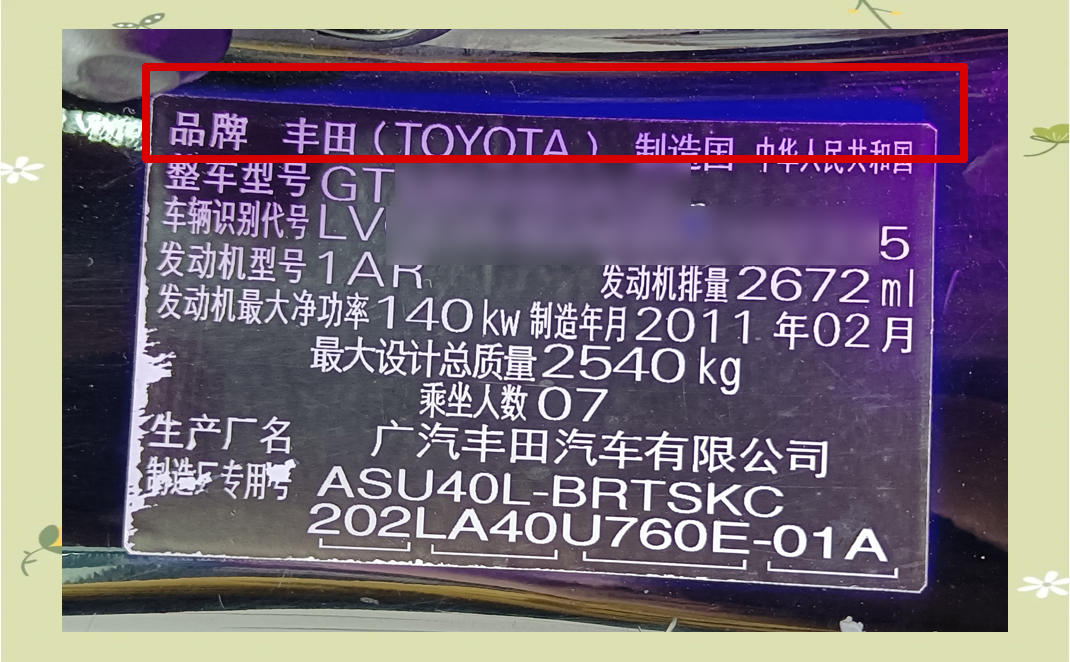 品牌 丰田（TOYOTA） 制造国 中华人民共和国
整车型号 GT
车辆识别代号 LV 5
发动机型号 1AR 发动机排量 2672 ml
发动机最大净功率 140 kw 制造年月 2011 年 02 月
最大设计总质量 2540 kg
乘坐人数 07
生产厂名 广汽丰田汽车有限公司
制造厂专用号 ASU40L-BRTSKC
202LA40U760E-01A